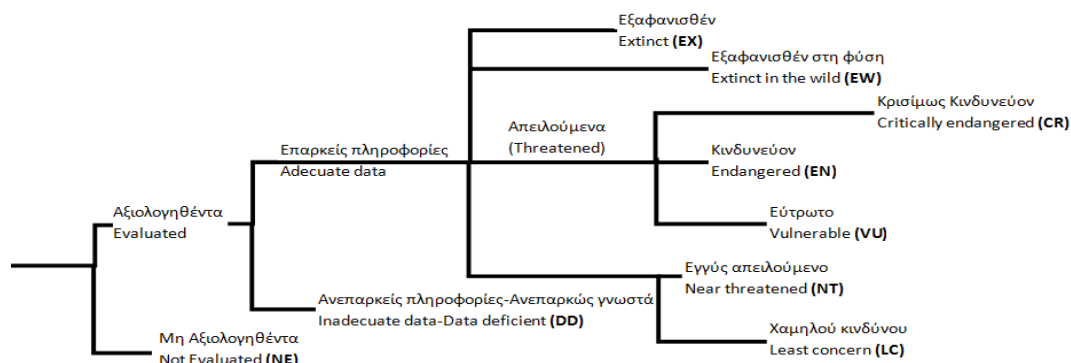 Εξαφανισθέν
Extinct (EX)
Εξαφανισθέν στη φύση
Extinct in the wild (EW)
Κρισίμως Κινδυνεύον
Critically endangered (CR)
Απειλούμενα
(Threatened)
Επαρκείς πληροφορίες
Adecuate data
Κινδυνεύον
Endangered (EN)
Αξιολογηθέντα
Evaluated
Εύτρωτο
Vulnerable (VU)
Εγγύς απειλούμενο
Near threatened (NT)
Ανεπαρκείς πληροφορίες-Ανεπαρκώς γνωστά
Inadecuate data-Data deficient (DD)
Χαμηλού κινδύνου
Least concern (LC)
Μη Αξιολογηθέντα
Not Evaluated (NE)